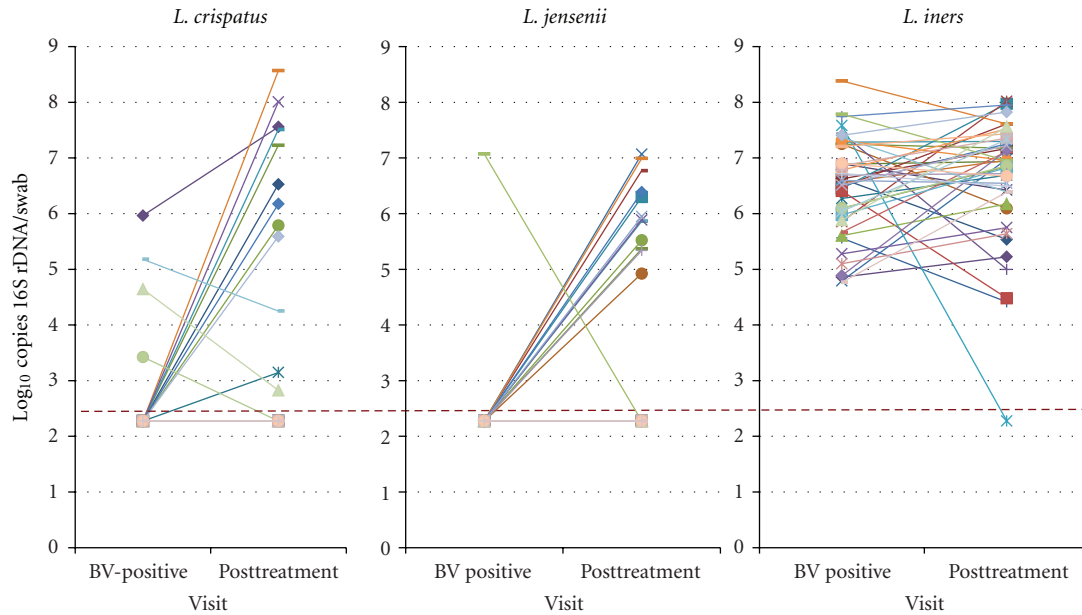 L. crispatus
L. jensenii
L. iners
Log10 copies 16S rDNA/swab
9
8
7
6
5
4
3
2
1
0
BV-positive
Posttreatment
Visit
9
8
7
6
5
4
3
2
1
0
BV positive
Posttreatment
Visit
9
8
7
6
5
4
3
2
1
0
BV positive
Posttreatment
Visit